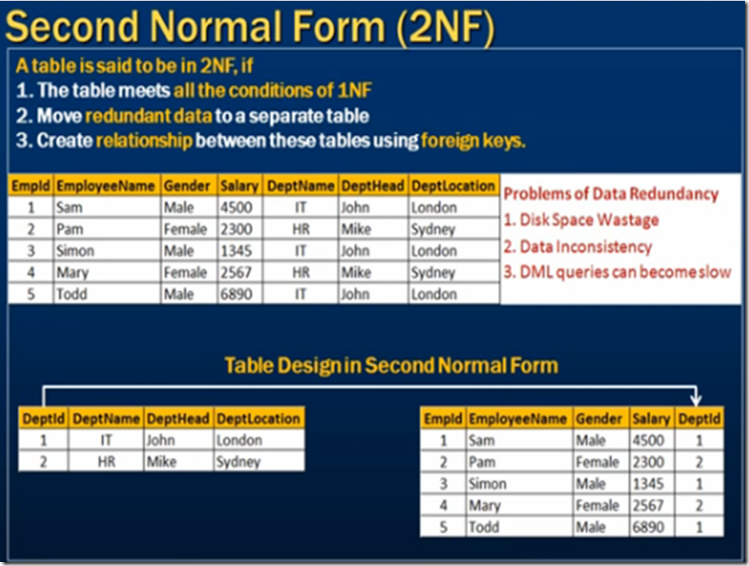 Second Normal Form (2NF)
A table is said to be in 2NF, if
1. The table meets all the conditions of 1NF
2. Move redundant data to a separate table
3. Create relationship between these tables using foreign keys.
EmpId EmployeeName Gender Salary DeptName DeptHead DeptLocation
1 Sam Male 4500 IT John London
2 Pam Female 2300 HR Mike Sydney
3 Simon Male 1345 IT John London
4 Mary Female 2567 HR Mike Sydney
5 Todd Male 6890 IT John London
Problems of Data Redundancy
1. Disk Space Wastage
2. Data Inconsistency
3. DML queries can become slow
Table Design in Second Normal Form
DeptId DeptName DeptHead DeptLocation
1 IT John London
2 HR Mike Sydney
EmpId EmployeeName Gender Salary DeptId
1 Sam Male 4500 1
2 Pam Female 2300 2
3 Simon Male 1345 1
4 Mary Female 2567 2
5 Todd Male 6890 1